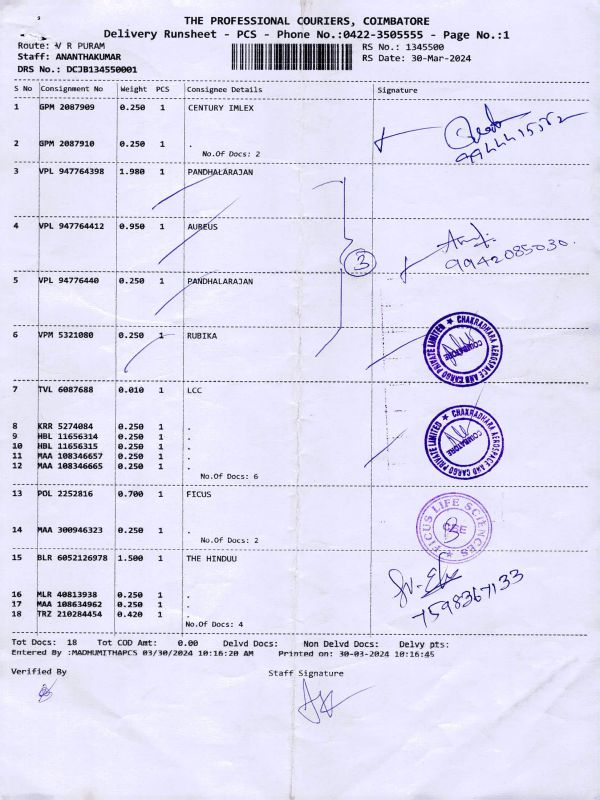 THE PROFESSIONAL COURIERS, COIMBATORE
Delivery Runsheet - PCS - Phone No.:0422-3505555 - Page No.:1
Route: V R PURAM
RS No.: 1345500
Staff: ANANTHAKUMAR
RS Date: 30-Mar-2024
DRS No.: DCJB134550001
S No Consignment No Weight PCS Consignee Details Signature
1 GPM 2087909 0.250 1 CENTURY IMLEX
2 GPM 2087910 0.250 1 .
No.Of Docs: 2
3 VPL 947764398 1.980 1 PANDHALARAJAN
4 VPL 947764412 0.950 1 AUREUS
3
9942085030.
5 VPL 94776440 0.250 1 PANDHALARAJAN
6 VPM 5321080 0.250 1 RUBIKA
CHAKRADHARA AEROSPACE AND CARGO PRIVATE LIMITED ★
COIMBATORE
7 TVL 6087688 0.010 1 LCC
8 KRR 5274084 0.250 1 .
9 HBL 11656314 0.250 1 .
10 HBL 11656315 0.250 1 .
11 MAA 108346657 0.250 1 .
12 MAA 108346665 0.250 1 .
No.Of Docs: 6
CHAKRADHARA AEROSPACE AND CARGO PRIVATE LIMITED ★
COIMBATORE
13 POL 2252816 0.700 1 FICUS
14 MAA 300946323 0.250 1 .
No.Of Docs: 2
FICUS LIFE SCIENCES ★
CBE
15 BLR 6052126978 1.500 1 THE HINDUU
16 MLR 40813938 0.250 1 .
17 MAA 108634962 0.250 1 .
18 TRZ 210284454 0.420 1 .
No.Of Docs: 4
7598367133
Tot Docs: 18 Tot COD Amt: 0.00 Delvd Docs: Non Delvd Docs: Delvy pts:
Entered By :MADHUMITHAPCS 03/30/2024 10:16:20 AM Printed on: 30-03-2024 10:16:45
Verified By
Staff Signature